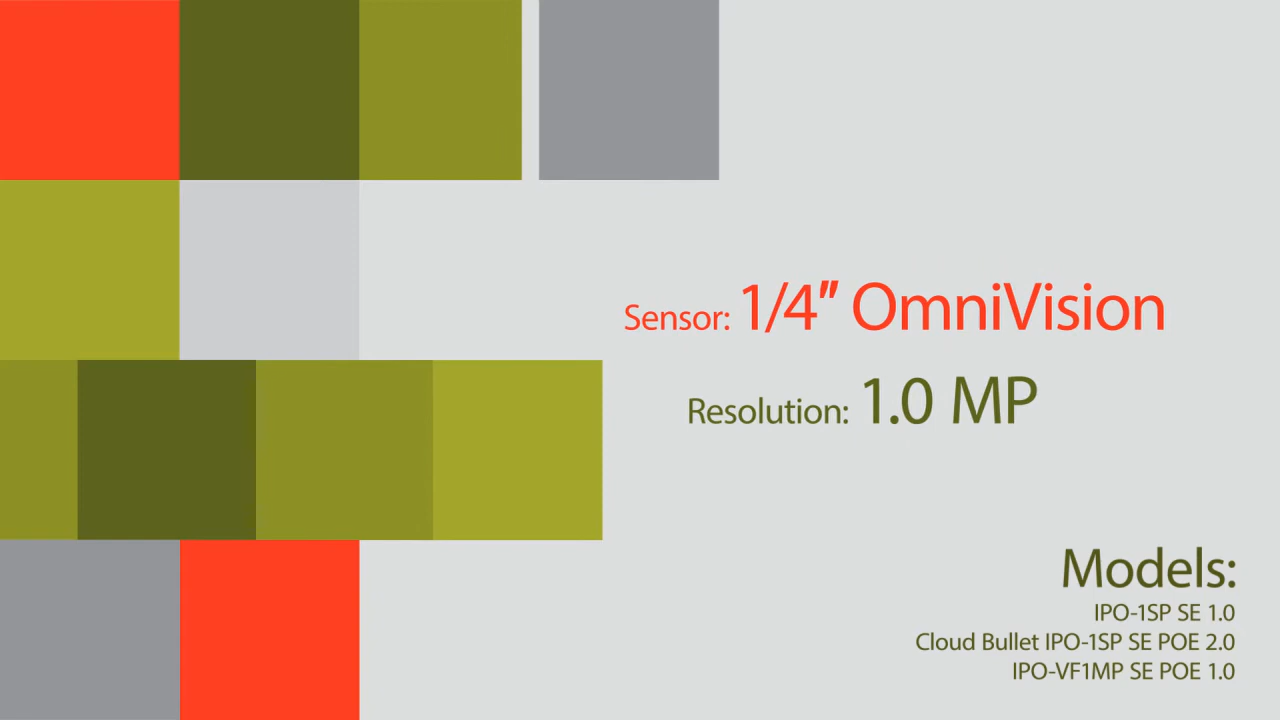 Sensor: 1/4" OmniVision
Resolution: 1.0 MP
Models:
IPO-1SP SE 1.0
Cloud Bullet IPO-1SP SE POE 2.0
IPO-VF1MP SE POE 1.0